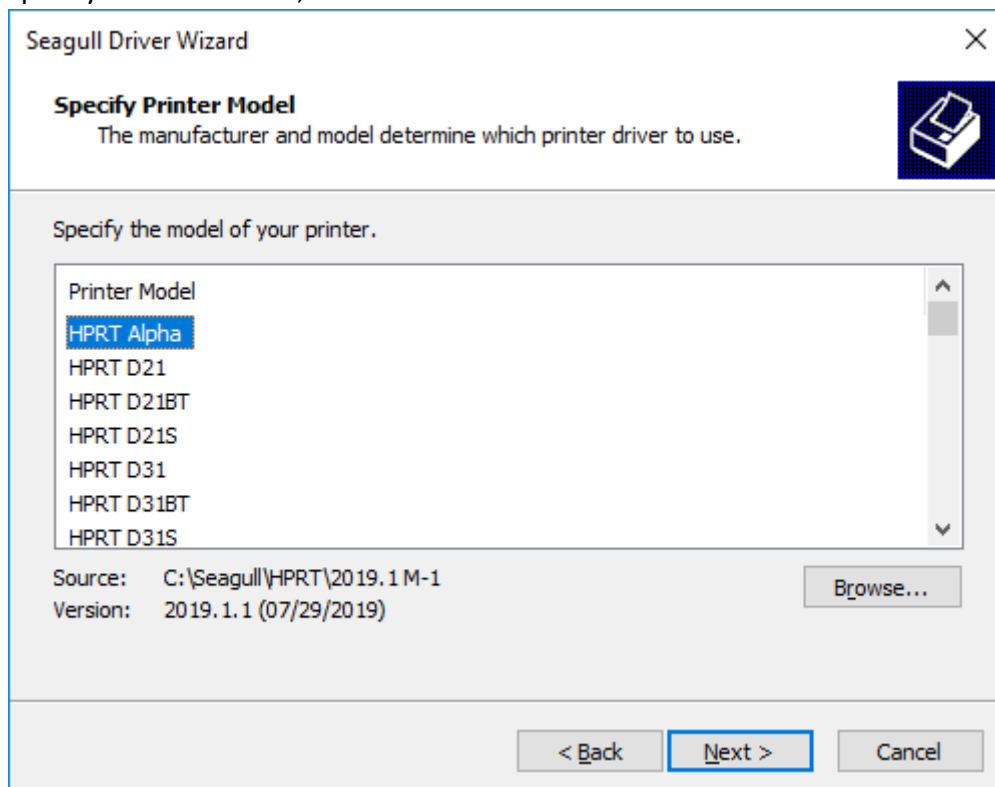 Seagull Driver Wizard
Specify Printer Model
The manufacturer and model determine which printer driver to use.
Specify the model of your printer.
Printer Model
HPRT Alpha
HPRT D21
HPRT D21BT
HPRT D21S
HPRT D31
HPRT D31BT
HPRT D31S
Source: C:\Seagull\HPRT\2019.1 M-1
Browse...
Version: 2019.1.1 (07/29/2019)
< Back Next > Cancel